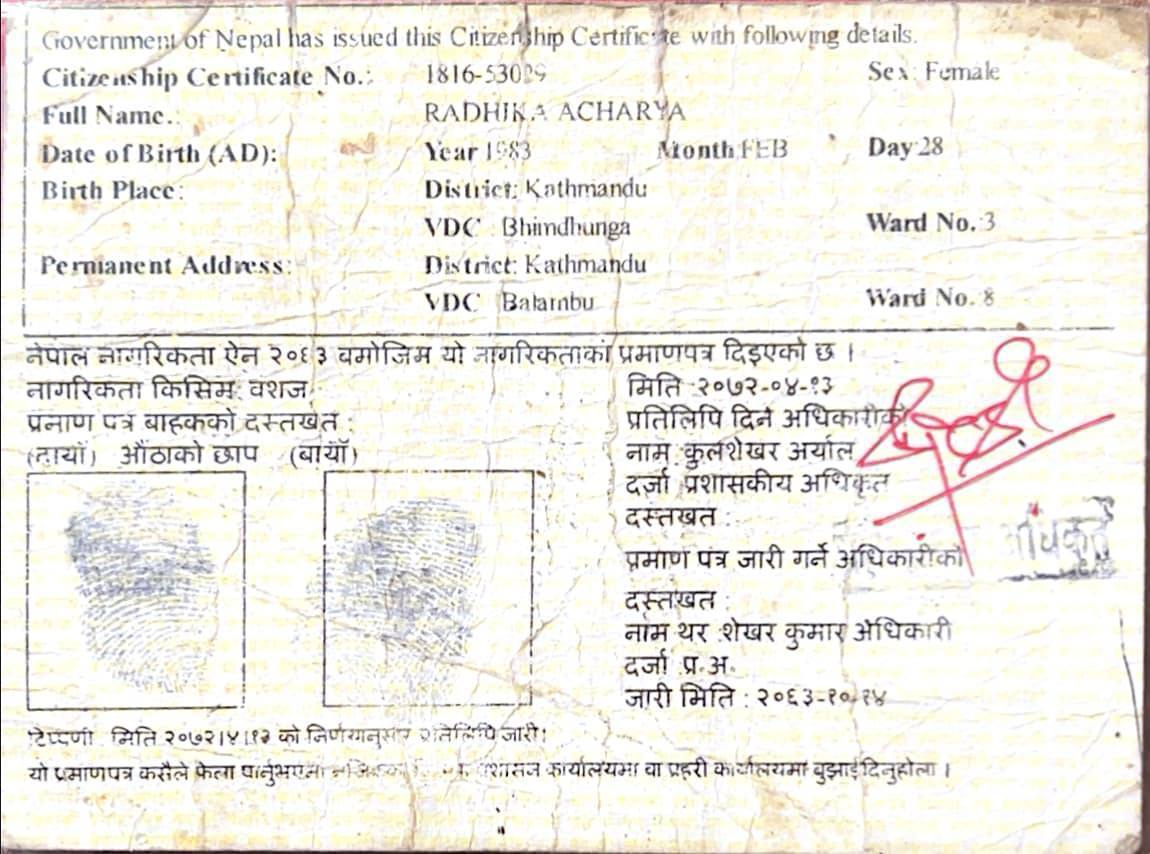 Government of Nepal has issued this Citizenship Certificate with following details.
Citizenship Certificate No.: 1816-53029 Sex: Female
Full Name.: RADHIKA ACHARYA
Date of Birth (AD): Year 1983 Month FEB Day 28
Birth Place: District: Kathmandu
VDC Bhimdhunga Ward No. 3
Permanent Address: District: Kathmandu
VDC Balambu Ward No. 8
नेपाल नागरिकता ऐन २०६३ बमोजिम यो नागरिकताको प्रमाणपत्र दिइएको छ ।
नागरिकता किसिम: वंशज
प्रमाण पत्र बाहकको दस्तखत :
(दायाँ) औंठाको छाप (बायाँ)
मिति :२०७२-०४-१३
प्रतिलिपि दिने अधिकारीको
नाम: कुलशेखर अर्याल
दर्जा प्रशासकीय अधिकृत
दस्तखत :
अधिकृत
प्रमाण पत्र जारी गर्ने अधिकारीको
दस्तखत :
नाम थर :शेखर कुमार अधिकारी
दर्जा प्र.अ.
जारी मिति : २०६३-१०-१४
टिप्पणी मिति २०७२।४।१३ को निर्णयानुसार प्रतिलिपि जारी।
यो प्रमाणपत्र कसैले फेला पार्नुभएमा प्रशासन कार्यालयमा वा प्रहरी कार्यालयमा बुझाई दिनुहोला ।